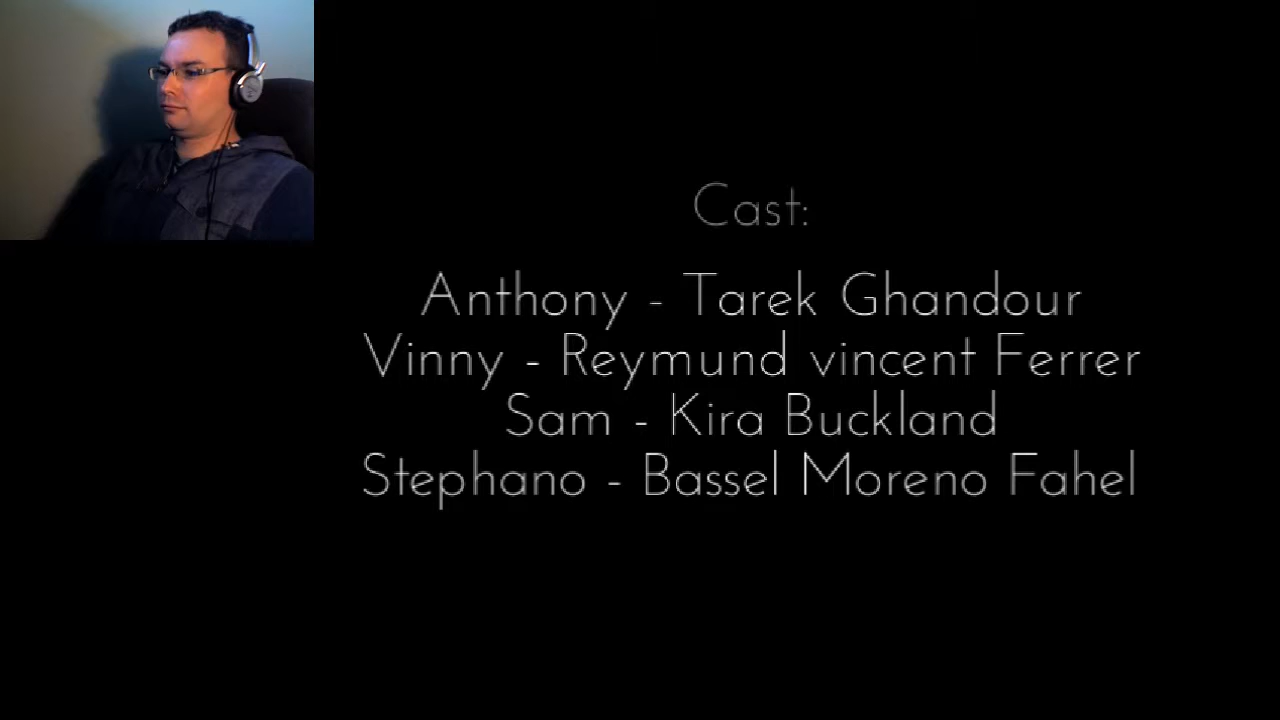 Cast:
Anthony - Tarek Ghandour
Vinny - Reymund vincent Ferrer
Sam - Kira Buckland
Stephano - Bassel Moreno Fahel